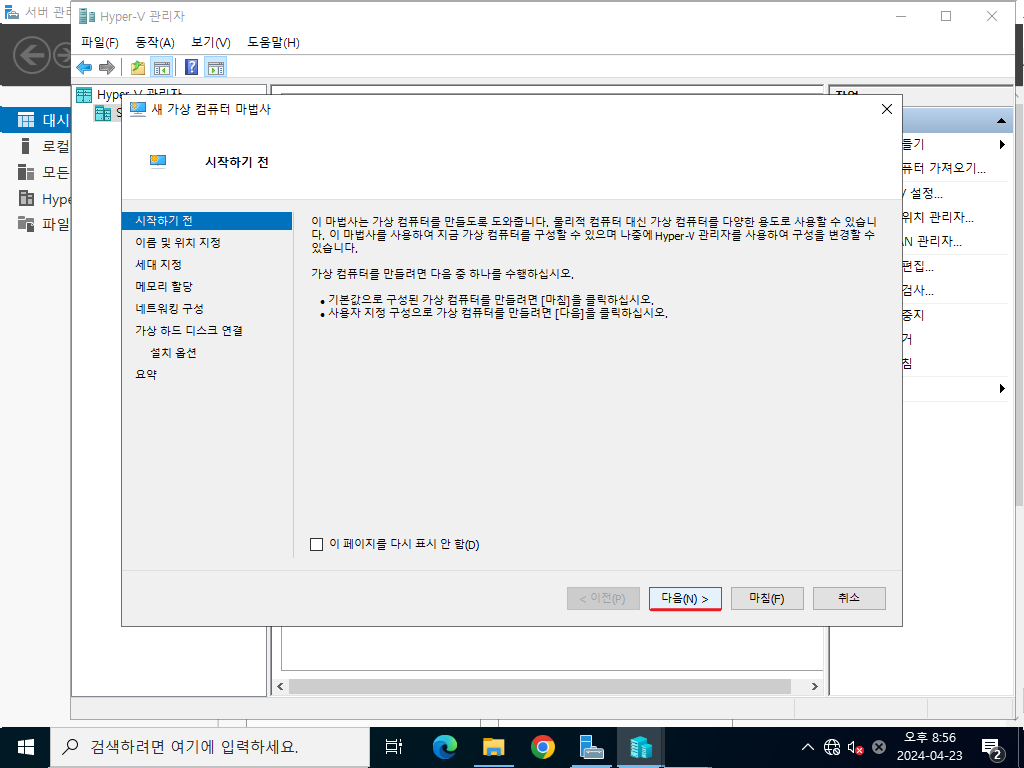 서버 관리
Hyper-V 관리자
파일(F) 동작(A) 보기(V) 도움말(H)
Hyper-V 관리자
작업
새 가상 컴퓨터 마법사
시작하기 전
시작하기 전
이름 및 위치 지정
세대 지정
메모리 할당
네트워킹 구성
가상 하드 디스크 연결
설치 옵션
요약
이 마법사는 가상 컴퓨터를 만들도록 도와줍니다. 물리적 컴퓨터 대신 가상 컴퓨터를 다양한 용도로 사용할 수 있습니
다. 이 마법사를 사용하여 지금 가상 컴퓨터를 구성할 수 있으며 나중에 Hyper-V 관리자를 사용하여 구성을 변경할 수
있습니다.
가상 컴퓨터를 만들려면 다음 중 하나를 수행하십시오.
• 기본값으로 구성된 가상 컴퓨터를 만들려면 [마침]을 클릭하십시오.
• 사용자 지정 구성으로 가상 컴퓨터를 만들려면 [다음]을 클릭하십시오.
이 페이지를 다시 표시 안 함(D)
< 이전(P) 다음(N) > 마침(F) 취소
대시
로컬
모든
Hype
파일
들기
퓨터 가져오기...
설정...
위치 관리자...
AN 관리자...
편집...
검사...
중지
거
침
검색하려면 여기에 입력하세요.
오후 8:56
2024-04-23
2